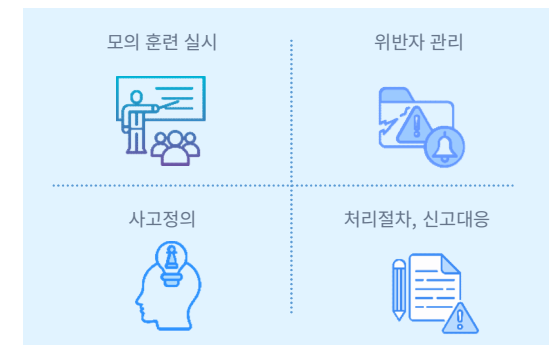 모의 훈련 실시
위반자 관리
사고정의
처리절차, 신고대응